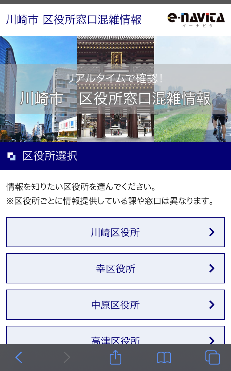 川崎市 区役所窓口混雑情報
e-NAVITA
リアルタイムで確認!
川崎市 区役所窓口混雑情報
区役所選択
情報を知りたい区役所を選んでください。
※区役所ごとに情報提供している課や窓口は異なります。
川崎区役所
幸区役所
中原区役所
高津区役所